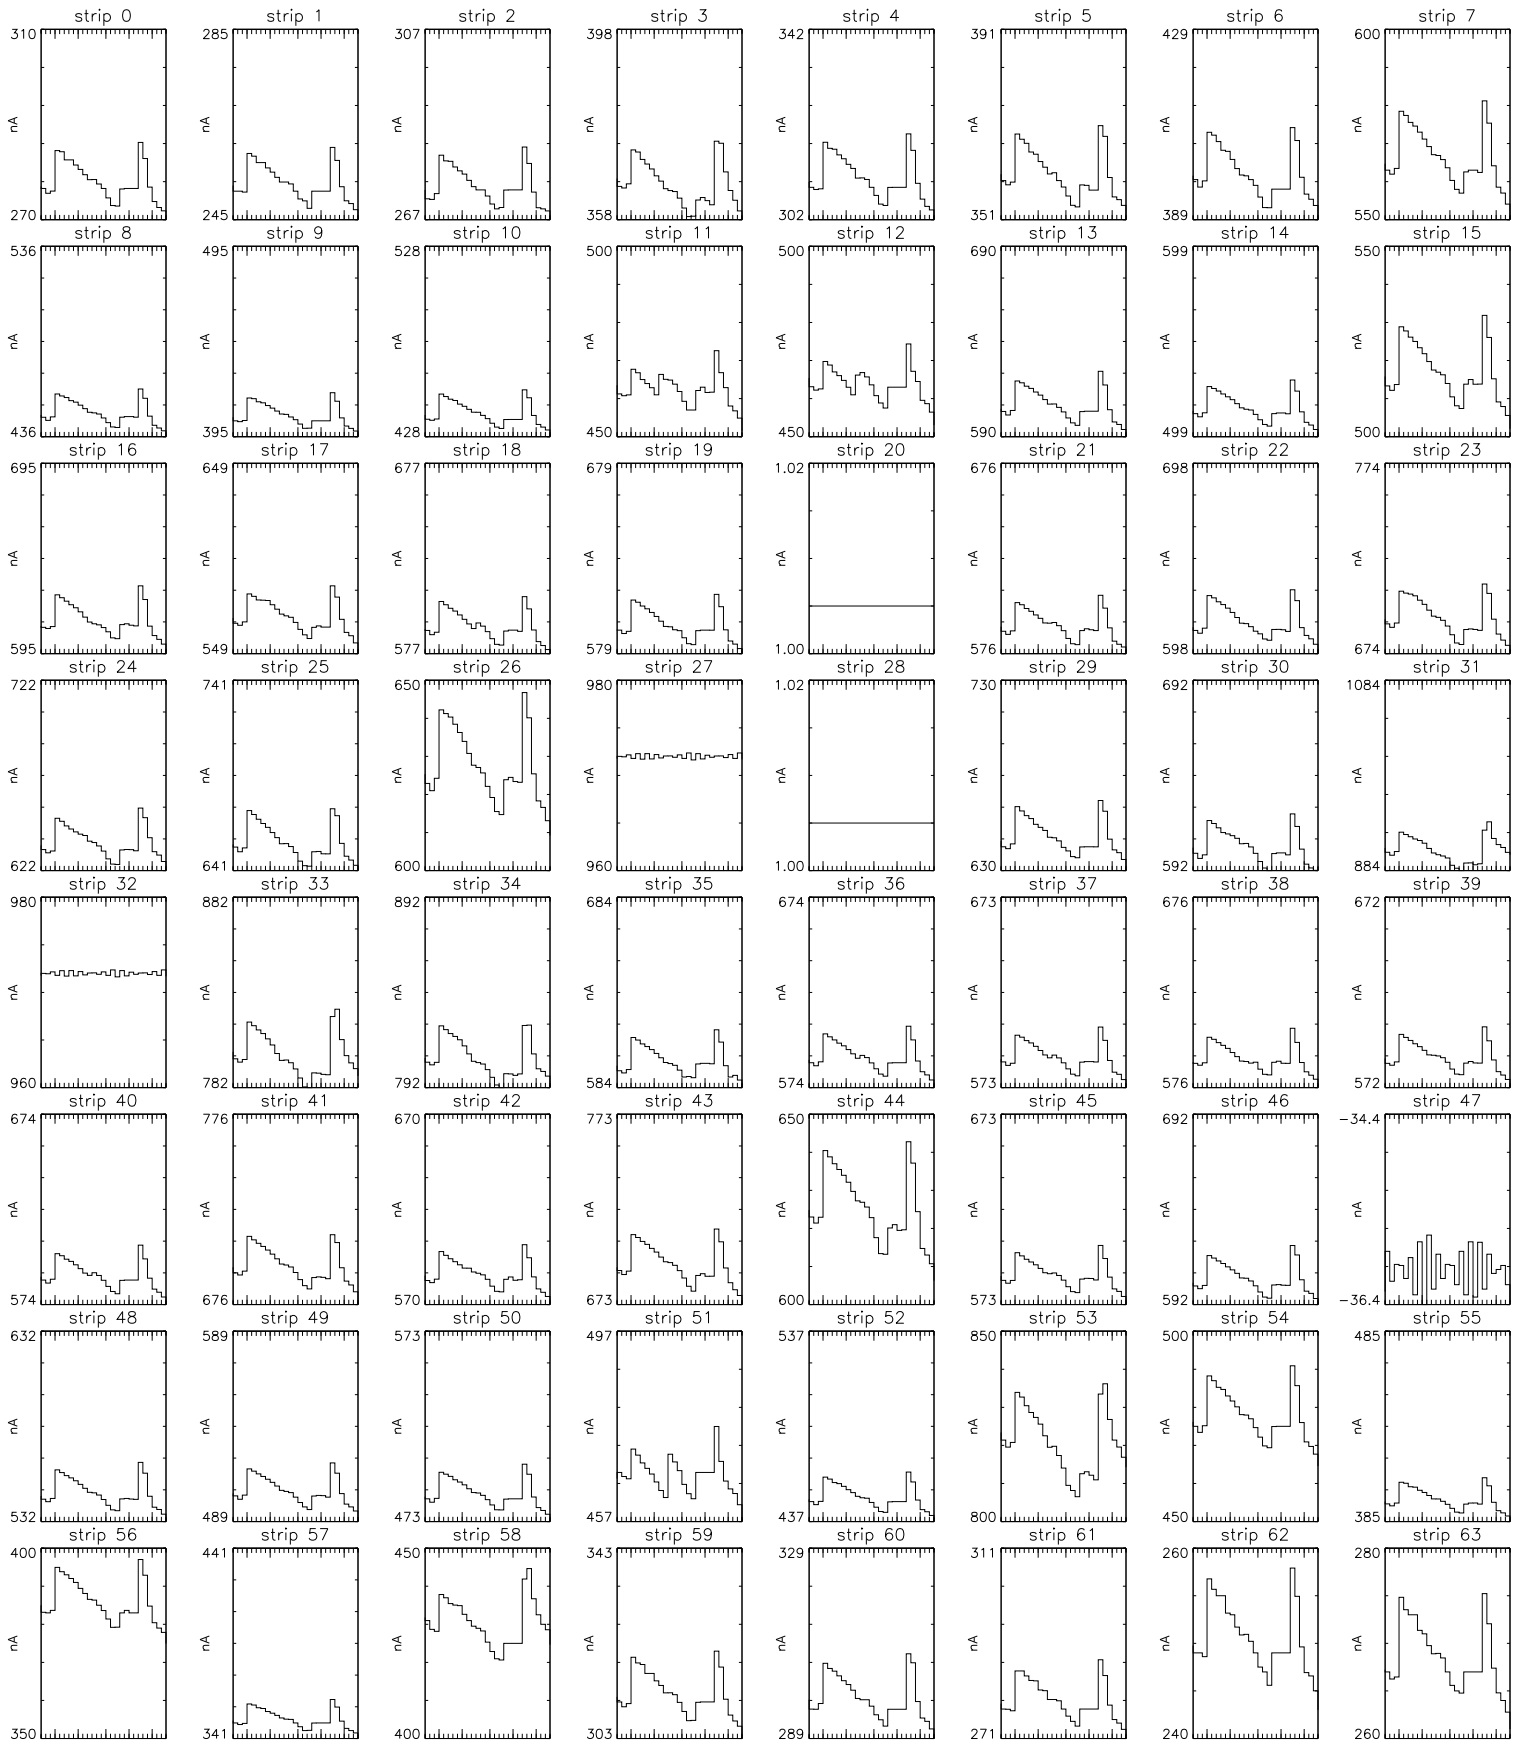 strip 0 strip 1 strip 2 strip 3 strip 4 strip 5 strip 6 strip 7
310 285 307 398 342 391 429 600
nA nA nA nA nA nA nA nA
270 245 267 358 302 351 389 550
strip 8 strip 9 strip 10 strip 11 strip 12 strip 13 strip 14 strip 15
536 495 528 500 500 690 599 550
nA nA nA nA nA nA nA nA
436 395 428 450 450 590 499 500
strip 16 strip 17 strip 18 strip 19 strip 20 strip 21 strip 22 strip 23
695 649 677 679 1.02 676 698 774
nA nA nA nA nA nA nA nA
595 549 577 579 1.00 576 598 674
strip 24 strip 25 strip 26 strip 27 strip 28 strip 29 strip 30 strip 31
722 741 650 980 1.02 730 692 1084
nA nA nA nA nA nA nA nA
622 641 600 960 1.00 630 592 884
strip 32 strip 33 strip 34 strip 35 strip 36 strip 37 strip 38 strip 39
980 882 892 684 674 673 676 672
nA nA nA nA nA nA nA nA
960 782 792 584 574 573 576 572
strip 40 strip 41 strip 42 strip 43 strip 44 strip 45 strip 46 strip 47
674 776 670 773 650 673 692 −34.4
nA nA nA nA nA nA nA nA
574 676 570 673 600 573 592 −36.4
strip 48 strip 49 strip 50 strip 51 strip 52 strip 53 strip 54 strip 55
632 589 573 497 537 850 500 485
nA nA nA nA nA nA nA nA
532 489 473 457 437 800 450 385
strip 56 strip 57 strip 58 strip 59 strip 60 strip 61 strip 62 strip 63
400 441 450 343 329 311 260 280
nA nA nA nA nA nA nA nA
350 341 400 303 289 271 240 260